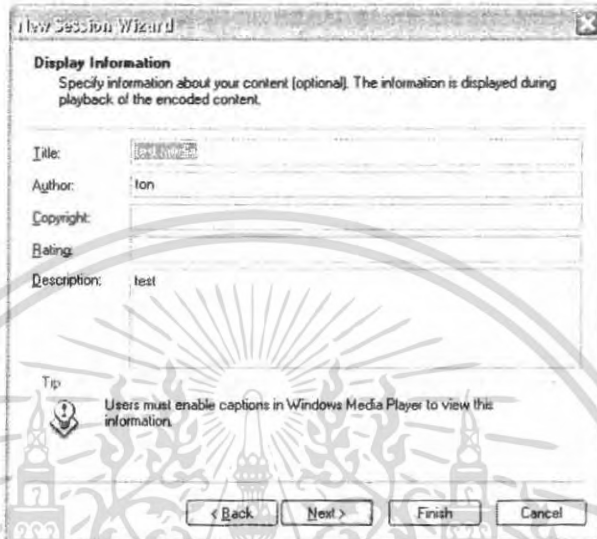 New Session Wizard
Display Information
Specify information about your content (optional). The information is displayed during
playback of the encoded content.
Title: test media
Author: ton
Copyright:
Rating:
Description: test
Tip
Users must enable captions in Windows Media Player to view this
information.
< Back Next > Finish Cancel